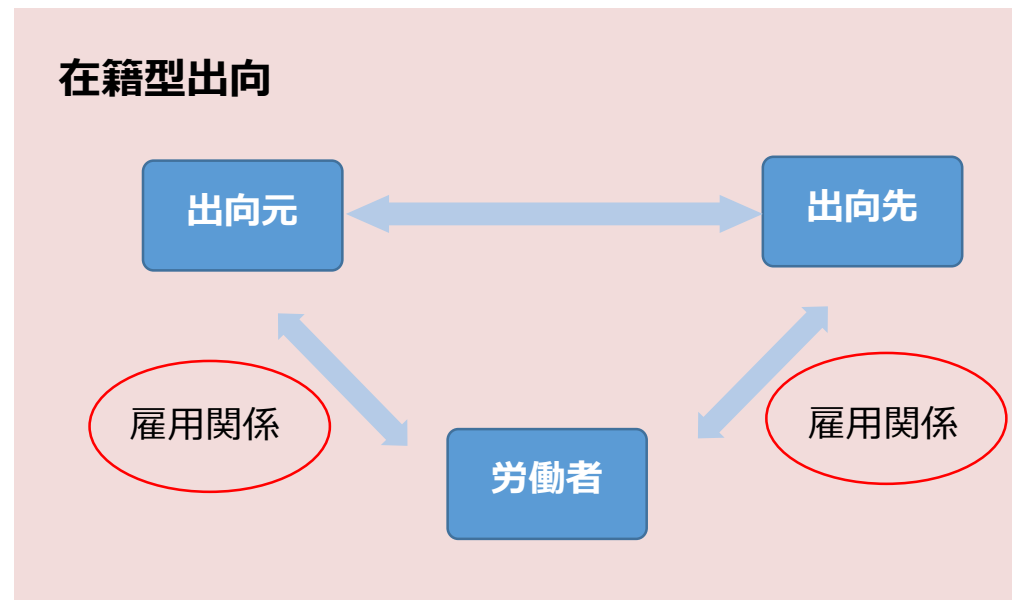 在籍型出向
出向元
出向先
雇用関係
雇用関係
労働者